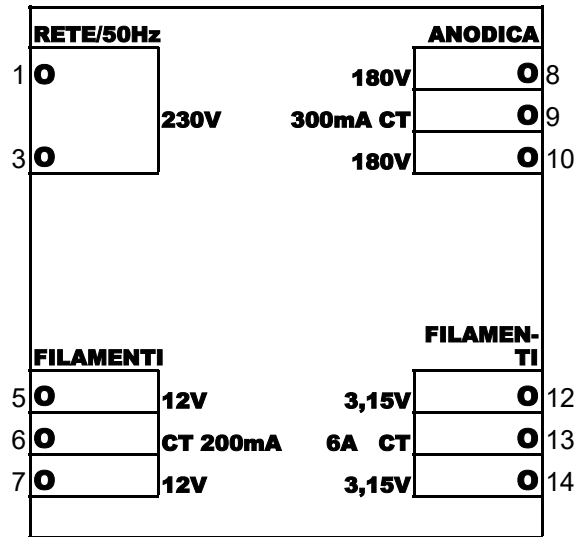 RETE/50Hz ANODICA
1 O 180V O 8
230V 300mA CT O 9
3 O 180V O 10
FILAMEN-
FILAMENTI TI
5 O 12V 3,15V O 12
6 O CT 200mA 6A CT O 13
7 O 12V 3,15V O 14